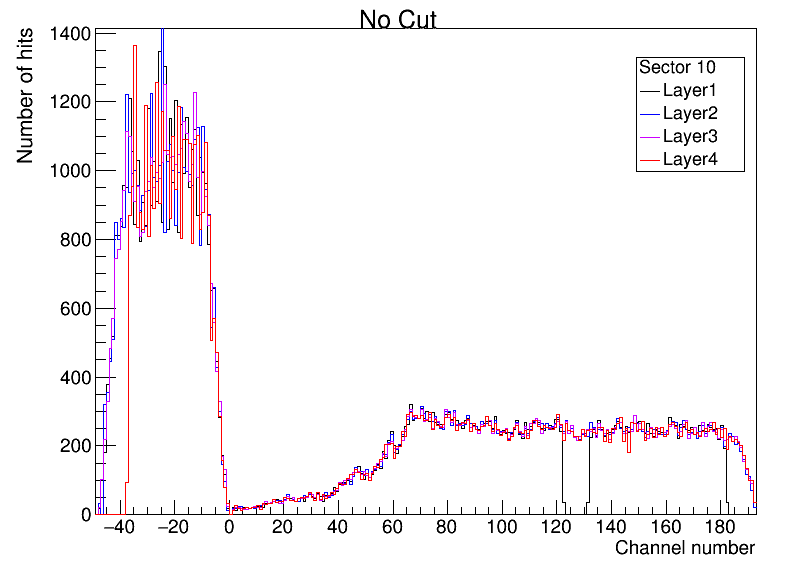 No Cut
Number of hits
1400
1200
1000
800
600
400
200
0
Sector 10
Layer1
Layer2
Layer3
Layer4
−40 −20 0 20 40 60 80 100 120 140 160 180
Channel number